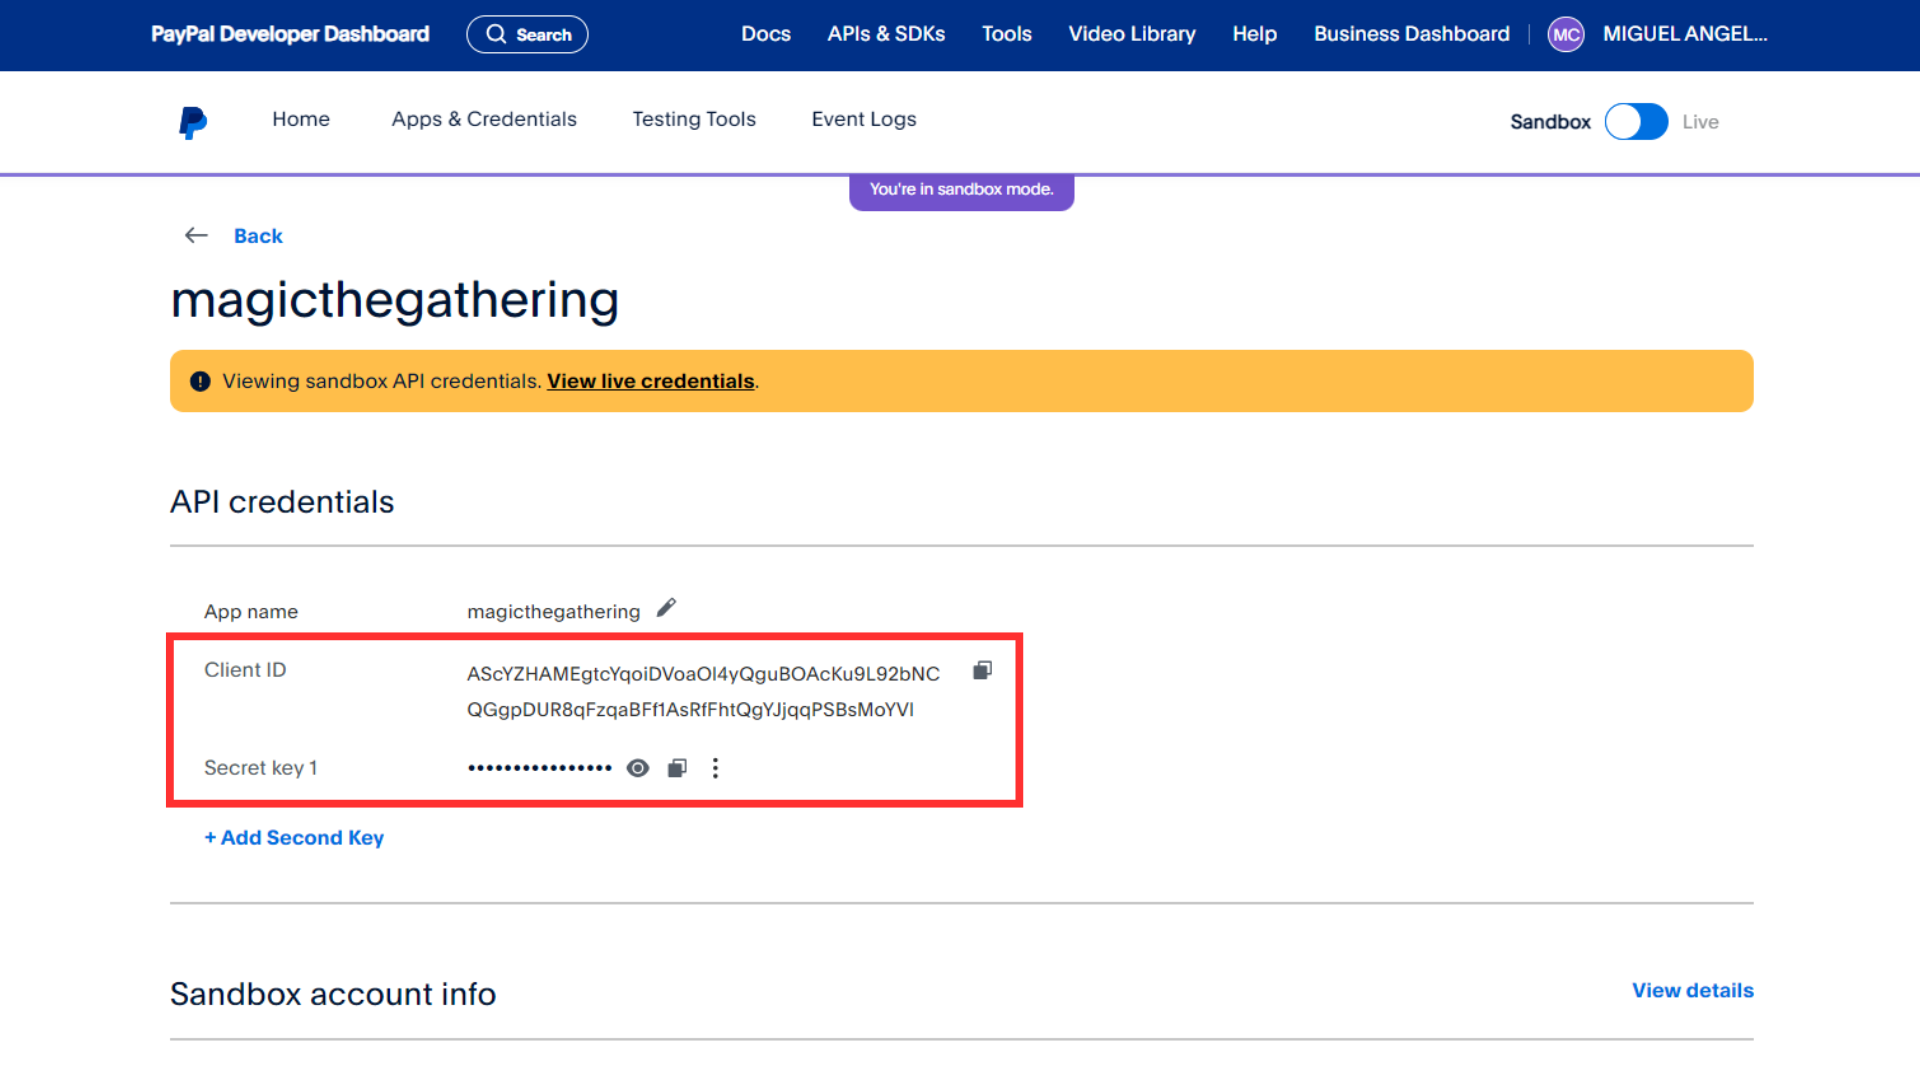 PayPal Developer Dashboard
Search
Docs
APIs & SDKs
Tools
Video Library
Help
Business Dashboard
MC
MIGUEL ANGEL...
Home
Apps & Credentials
Testing Tools
Event Logs
Sandbox
Live
You're in sandbox mode.
Back
magicthegathering
Viewing sandbox API credentials. View live credentials.
API credentials
App name
magicthegathering
Client ID
AScYZHAMEgtcYqoiDVoaOl4yQguBOAcKu9L92bNC
QGgpDUR8qFzqaBFf1AsRfFhtQgYJjqqPSBsMoYVl
Secret key 1
••••••••••••••••
+ Add Second Key
Sandbox account info
View details